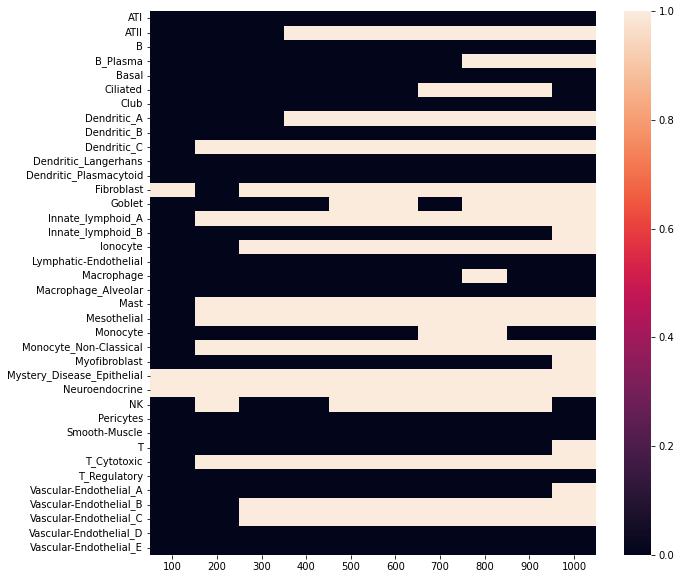 ATI
ATII
B
B_Plasma
Basal
Ciliated
Club
Dendritic_A
Dendritic_B
Dendritic_C
Dendritic_Langerhans
Dendritic_Plasmacytoid
Fibroblast
Goblet
Innate_lymphoid_A
Innate_lymphoid_B
Ionocyte
Lymphatic-Endothelial
Macrophage
Macrophage_Alveolar
Mast
Mesothelial
Monocyte
Monocyte_Non-Classical
Myofibroblast
Mystery_Disease_Epithelial
Neuroendocrine
NK
Pericytes
Smooth-Muscle
T
T_Cytotoxic
T_Regulatory
Vascular-Endothelial_A
Vascular-Endothelial_B
Vascular-Endothelial_C
Vascular-Endothelial_D
Vascular-Endothelial_E
100 200 300 400 500 600 700 800 900 1000
1.0
0.8
0.6
0.4
0.2
0.0